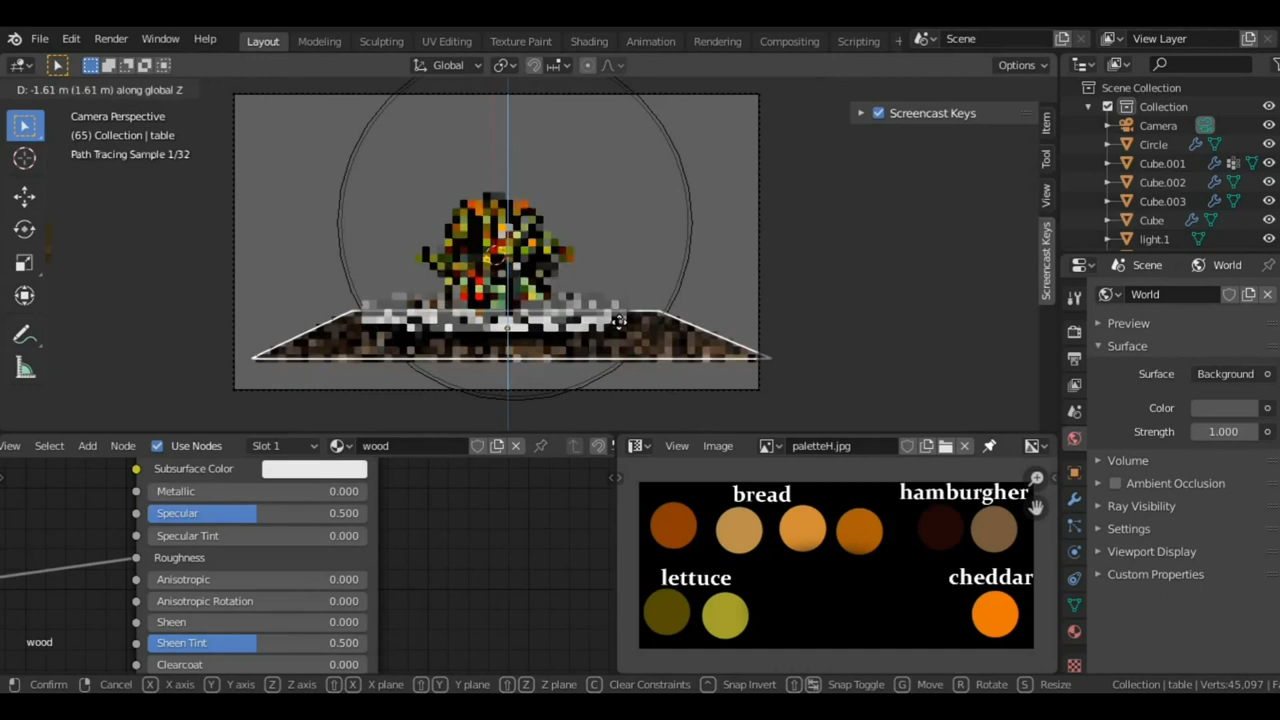 File Edit Render Window Help Layout Modeling Sculpting UV Editing Texture Paint Shading Animation Rendering Compositing Scripting Scene View Layer
Global Options
D: -1.61 m (1.61 m) along global Z
Camera Perspective
(65) Collection | table
Path Tracing Sample 1/32
Screencast Keys
Item
Tool
View
Screencast Keys
Scene Collection
Collection
Camera
Circle
Cube.001
Cube.002
Cube.003
Cube
light.1
Scene World
World
Preview
Surface
Surface Background
Color
Strength 1.000
Volume
Ambient Occlusion
Ray Visibility
Settings
Viewport Display
Custom Properties
View Select Add Node Use Nodes Slot 1 wood
Subsurface Color
Metallic 0.000
Specular 0.500
Specular Tint 0.000
Roughness
Anisotropic 0.000
Anisotropic Rotation 0.000
Sheen 0.000
Sheen Tint 0.500
Clearcoat 0.000
wood
View Image paletteH.jpg
bread hamburgher
lettuce cheddar
Confirm Cancel X X axis Y Y axis Z Z axis X X plane Y Y plane Z Z plane C Clear Constraints Snap Invert Snap Toggle G Move R Rotate S Resize Collection | table | Verts:45,097